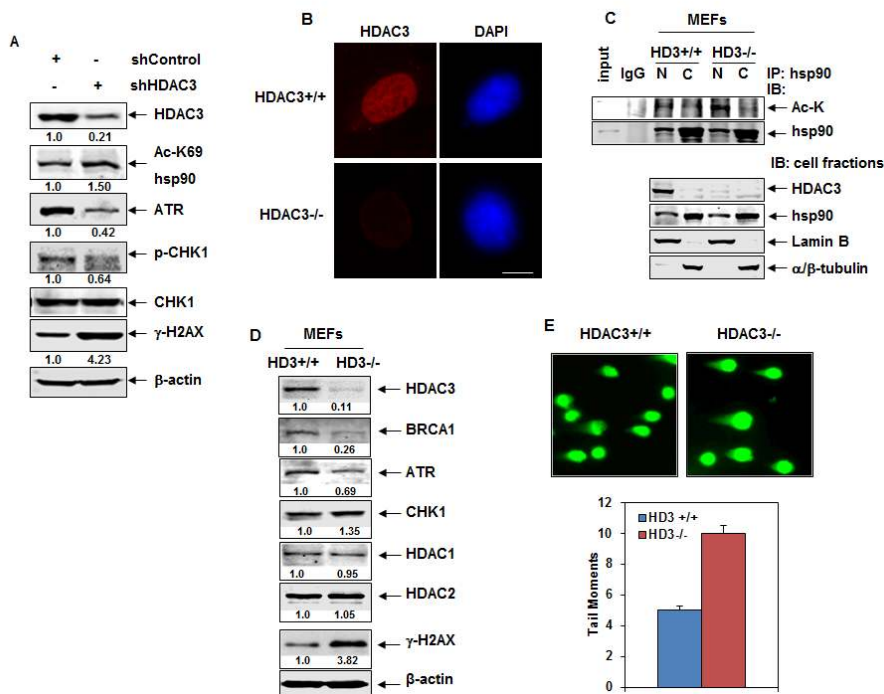 A
+ - shControl
- + shHDAC3
HDAC3
1.0 0.21
Ac-K69
hsp90
1.0 1.50
ATR
1.0 0.42
p-CHK1
1.0 0.64
CHK1
γ-H2AX
1.0 4.23
β-actin
B
HDAC3 DAPI
HDAC3+/+
HDAC3-/-
C
MEFs
HD3+/+ HD3-/-
input IgG N C N C IP: hsp90
IB:
Ac-K
hsp90
IB: cell fractions
HDAC3
hsp90
Lamin B
α/β-tubulin
D
MEFs
HD3+/+ HD3-/-
HDAC3
1.0 0.11
BRCA1
1.0 0.26
ATR
1.0 0.69
CHK1
1.0 1.35
HDAC1
1.0 0.95
HDAC2
1.0 1.05
γ-H2AX
1.0 3.82
β-actin
E
HDAC3+/+ HDAC3-/-
Tail Moments
12
10
8
6
4
2
0
HD3 +/+
HD3-/-